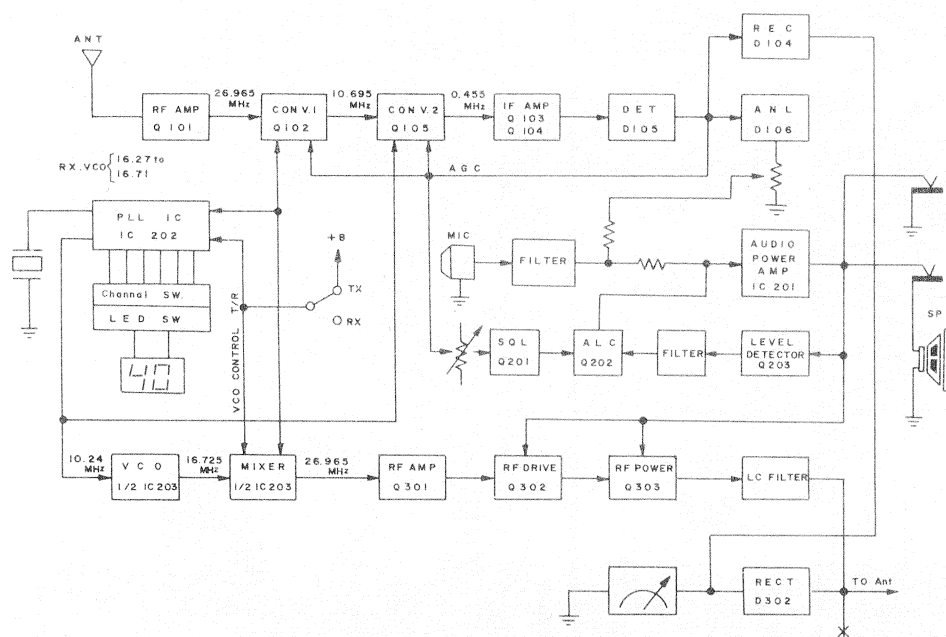 ANT
RF AMP
Q 101
26.965
MHz
CONV.1
Q102
10.695
MHz
CONV.2
Q105
0.455
MHz
IF AMP
Q 103
Q 104
DET
D105
REC
D104
ANL
D106
RX.VCO
16.27 to
16.71
AGC
PLL IC
IC 202
Channel SW.
LED SW
40
+B
TX
RX
VCO CONTROL T/R
MIC
FILTER
AUDIO
POWER
AMP
IC 201
SP
SQL
Q201
ALC
Q202
FILTER
LEVEL
DETECTOR
Q203
10.24
MHz
VCO
1/2 IC203
16.725
MHz
MIXER
1/2 IC203
26.965
MHz
RF AMP
Q301
RF DRIVE
Q302
RF POWER
Q303
LC FILTER
RECT
D302
TO Ant